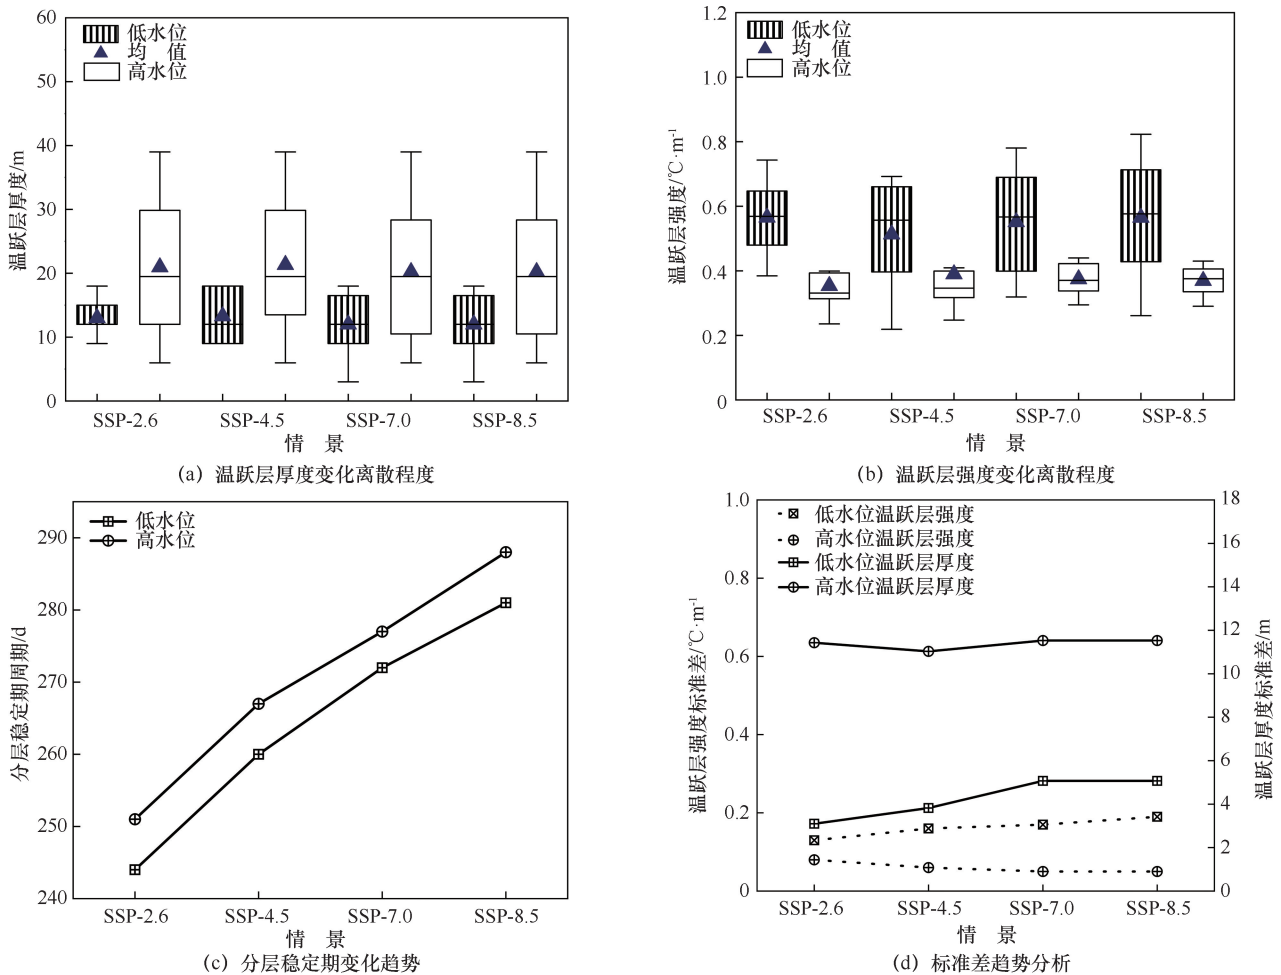 60
50
40
30
20
10
0
温跃层厚度/m
低水位
均 值
高水位
SSP-2.6 SSP-4.5 SSP-7.0 SSP-8.5
情 景
(a) 温跃层厚度变化离散程度
1.2
1.0
0.8
0.6
0.4
0.2
0
温跃层强度/℃·m⁻¹
低水位
均 值
高水位
SSP-2.6 SSP-4.5 SSP-7.0 SSP-8.5
情 景
(b) 温跃层强度变化离散程度
290
280
270
260
250
240
分层稳定期周期/d
低水位
高水位
SSP-2.6 SSP-4.5 SSP-7.0 SSP-8.5
情 景
(c) 分层稳定期变化趋势
1.0
0.8
0.6
0.4
0.2
0
温跃层强度标准差/℃·m⁻¹
低水位温跃层强度
高水位温跃层强度
低水位温跃层厚度
高水位温跃层厚度
18
16
14
12
10
8
6
4
2
0
温跃层厚度标准差/m
SSP-2.6 SSP-4.5 SSP-7.0 SSP-8.5
情 景
(d) 标准差趋势分析